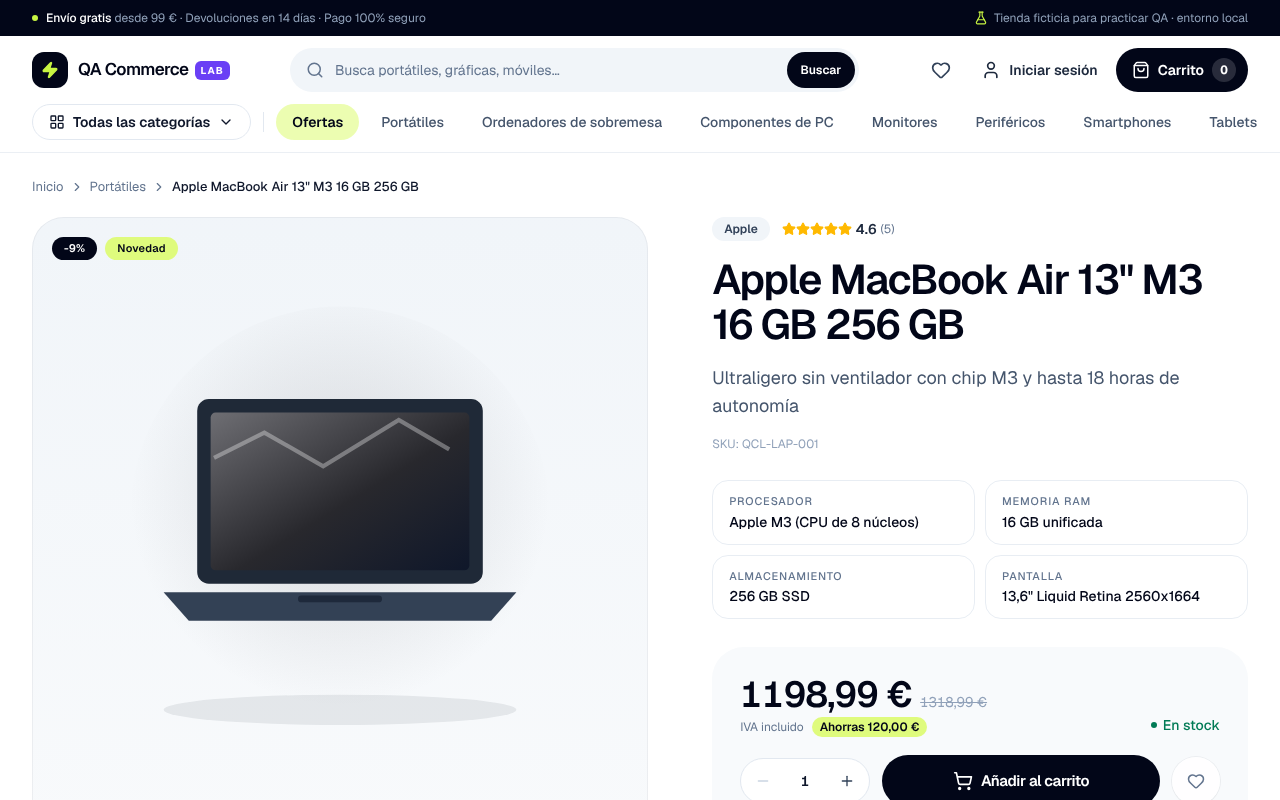 Envío gratis desde 99 € · Devoluciones en 14 días · Pago 100% seguro
Tienda ficticia para practicar QA · entorno local
QA Commerce LAB
Busca portátiles, gráficas, móviles...
Buscar
Iniciar sesión
Carrito 0
Todas las categorías
Ofertas
Portátiles
Ordenadores de sobremesa
Componentes de PC
Monitores
Periféricos
Smartphones
Tablets
Inicio > Portátiles > Apple MacBook Air 13" M3 16 GB 256 GB
-9%
Novedad
Apple
4.6 (5)
Apple MacBook Air 13" M3
16 GB 256 GB
Ultraligero sin ventilador con chip M3 y hasta 18 horas de
autonomía
SKU: QCL-LAP-001
PROCESADOR
Apple M3 (CPU de 8 núcleos)
MEMORIA RAM
16 GB unificada
ALMACENAMIENTO
256 GB SSD
PANTALLA
13,6" Liquid Retina 2560x1664
1198,99 € 1318,99 €
IVA incluido
Ahorras 120,00 €
En stock
1
Añadir al carrito